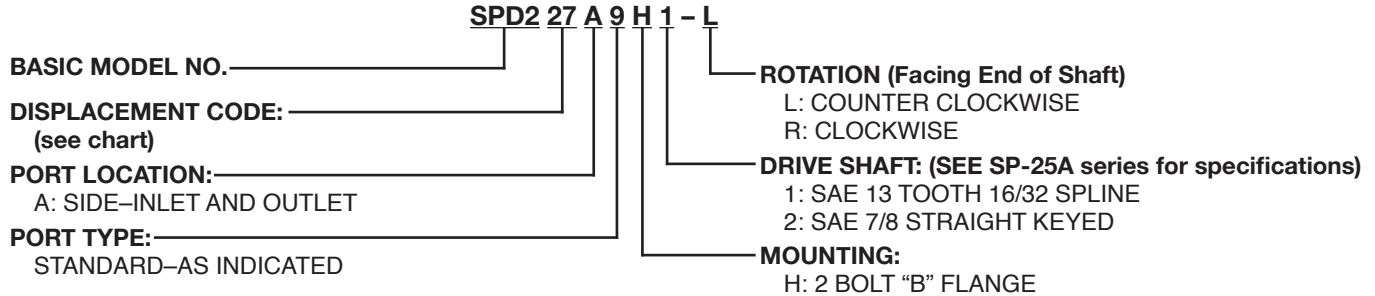 SPD2 27 A 9 H 1 – L
BASIC MODEL NO.
DISPLACEMENT CODE:
(see chart)
PORT LOCATION:
A: SIDE–INLET AND OUTLET
PORT TYPE:
STANDARD–AS INDICATED
ROTATION (Facing End of Shaft)
L: COUNTER CLOCKWISE
R: CLOCKWISE
DRIVE SHAFT: (SEE SP-25A series for specifications)
1: SAE 13 TOOTH 16/32 SPLINE
2: SAE 7/8 STRAIGHT KEYED
MOUNTING:
H: 2 BOLT “B” FLANGE